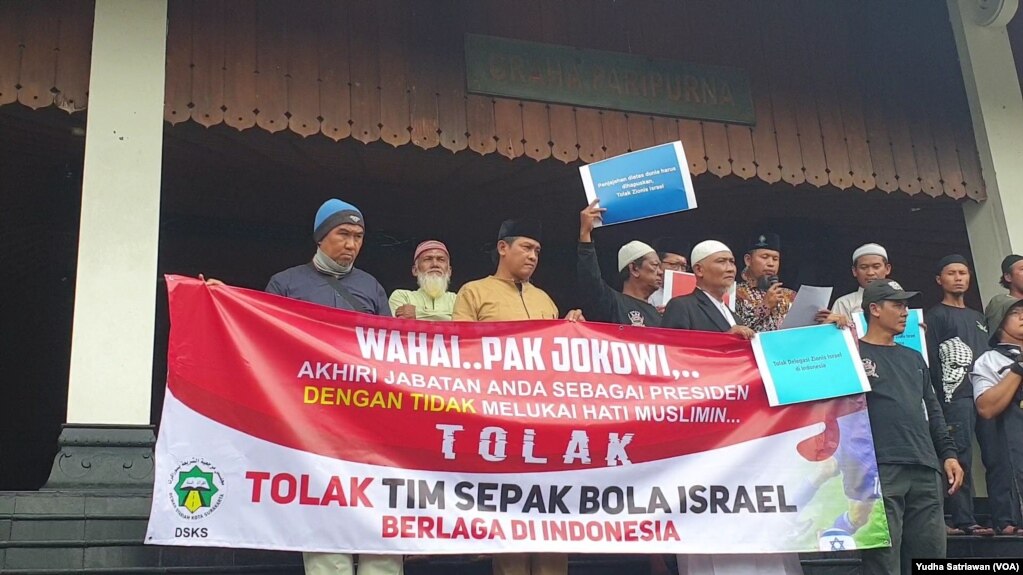 GRAHA PARIPURNA
Penjajahan diatas dunia harus
dihapuskan,
Tolak Zionis Israel
WAHAI..PAK JOKOWI,..
AKHIRI JABATAN ANDA SEBAGAI PRESIDEN
DENGAN TIDAK MELUKAI HATI MUSLIMIN...
TOLAK
TOLAK TIM SEPAK BOLA ISRAEL
BERLAGA DI INDONESIA
DSKS
Tolak Delegasi Zionis Israel
di Indonesia
Yudha Satriawan (VOA)